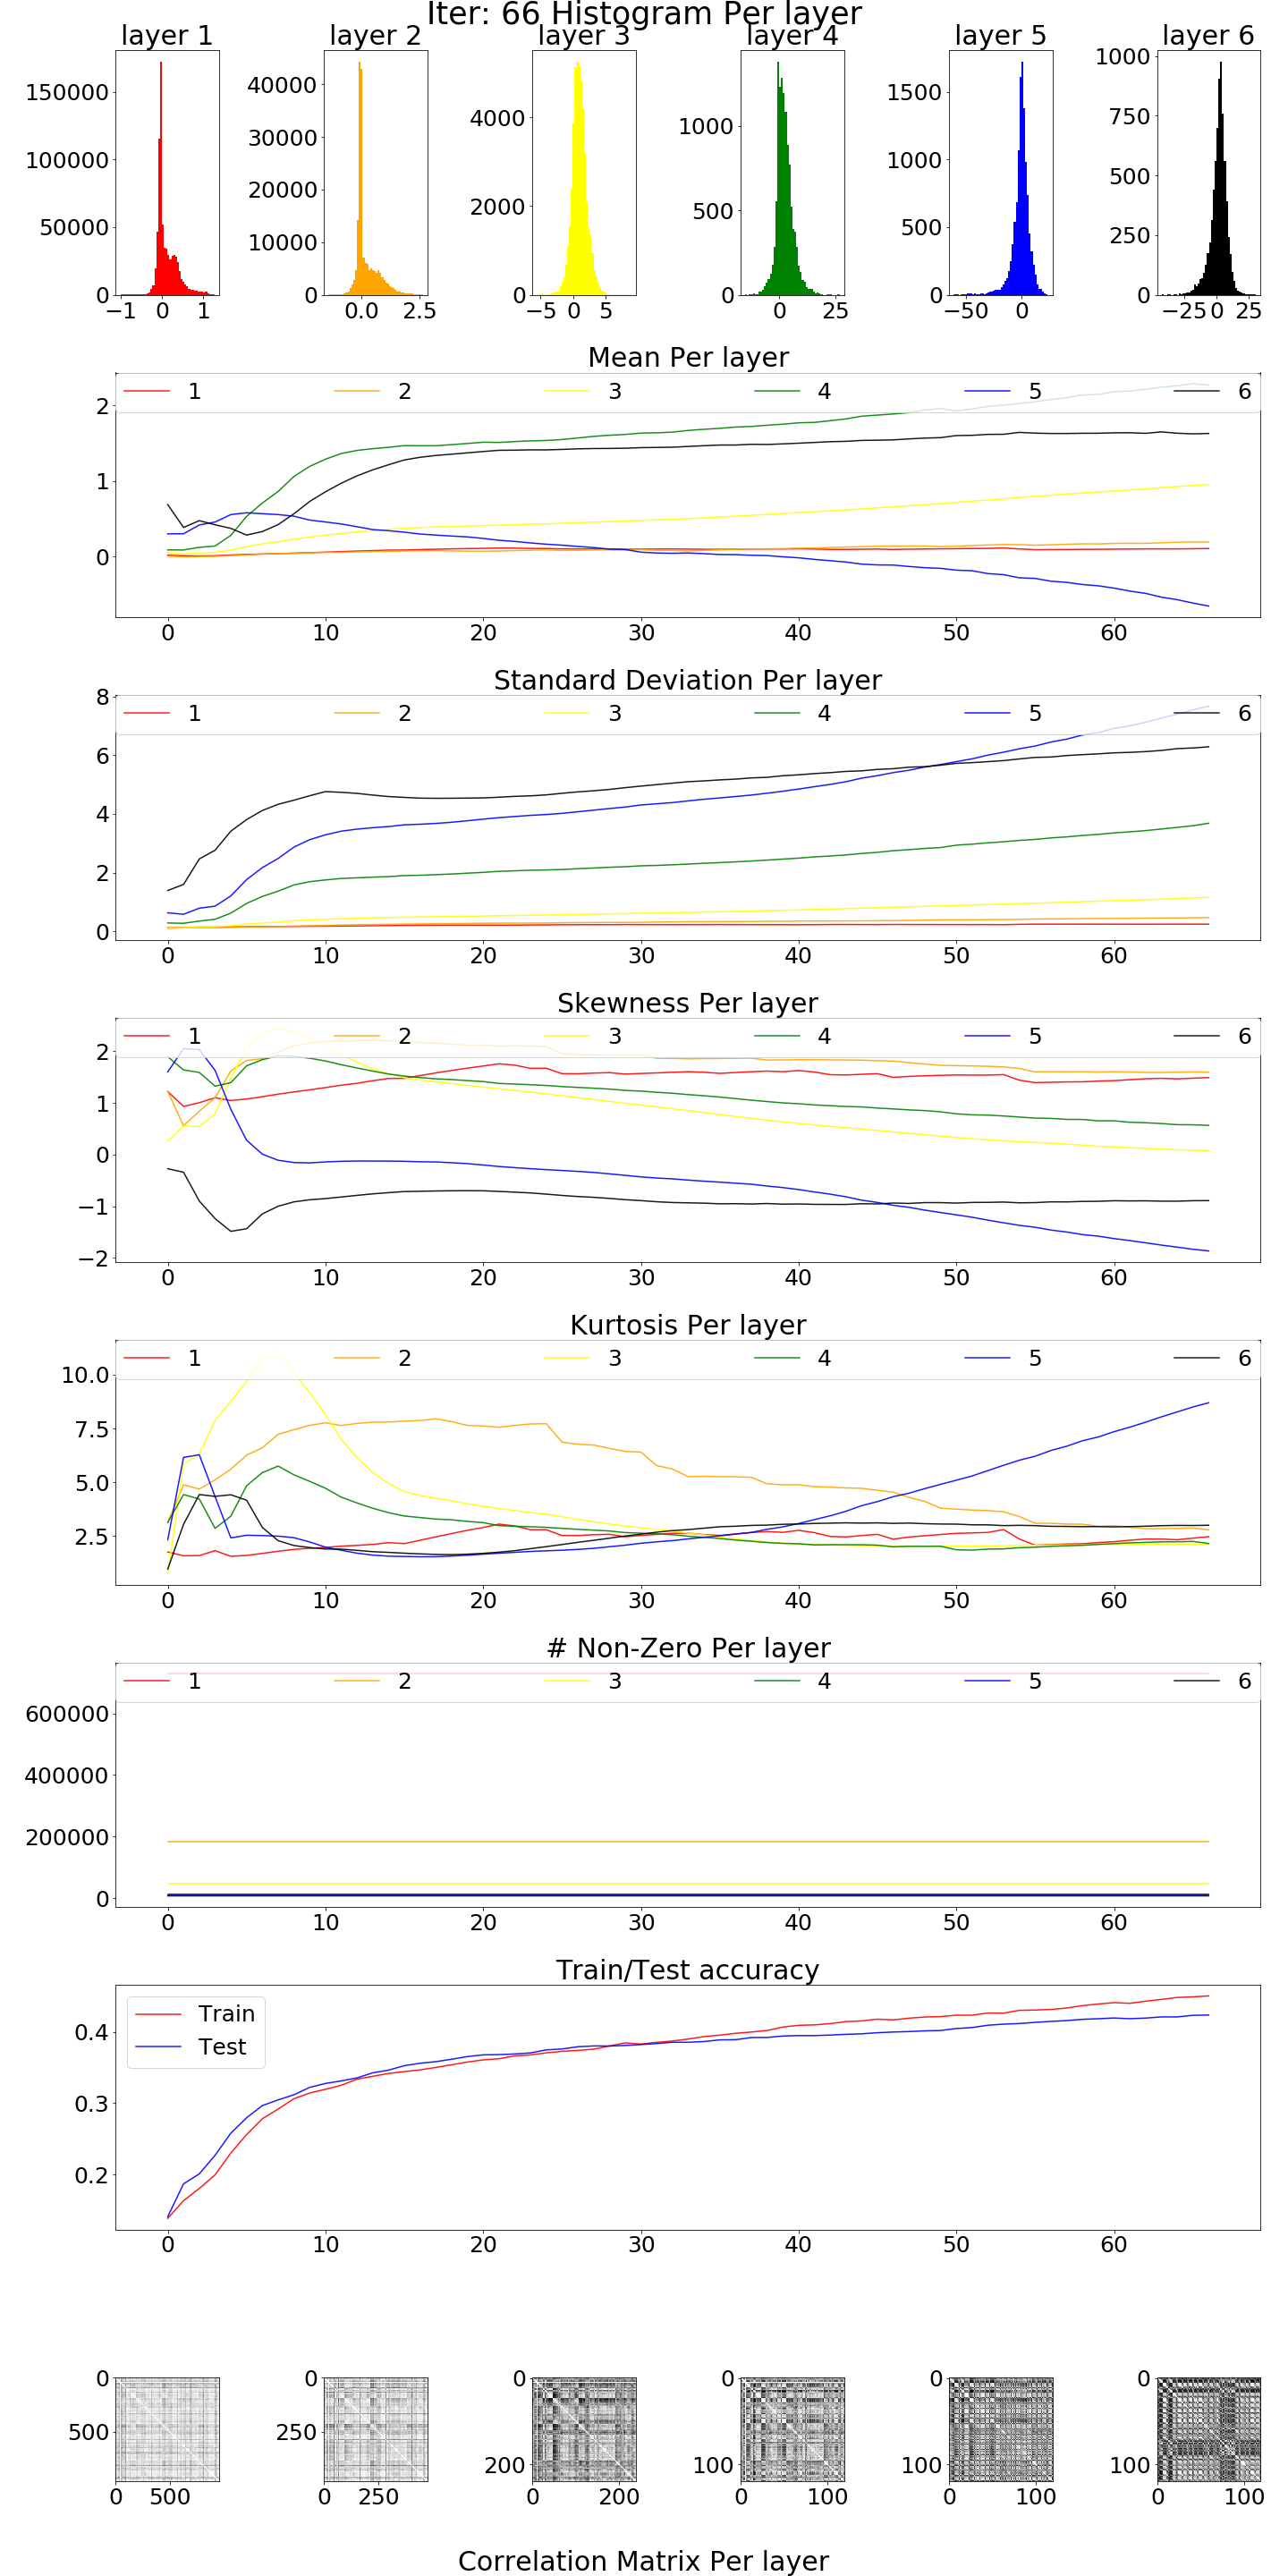 Iter: 66 Histogram Per layer
layer 1 layer 2 layer 3 layer 4 layer 5 layer 6
150000
100000
50000
0
−1 0 1
40000
30000
20000
10000
0
0.0 2.5
4000
2000
0
−5 0 5
1000
500
0
0 25
1500
1000
500
0
−50 0
1000
750
500
250
0
−25 0 25
Mean Per layer
1 2 3 4 5 6
2
1
0
0 10 20 30 40 50 60
Standard Deviation Per layer
1 2 3 4 5 6
8
6
4
2
0
0 10 20 30 40 50 60
Skewness Per layer
1 2 3 4 5 6
2
1
0
−1
−2
0 10 20 30 40 50 60
Kurtosis Per layer
1 2 3 4 5 6
10.0
7.5
5.0
2.5
0 10 20 30 40 50 60
# Non-Zero Per layer
1 2 3 4 5 6
600000
400000
200000
0
0 10 20 30 40 50 60
Train/Test accuracy
Train
Test
0.4
0.3
0.2
0 10 20 30 40 50 60
0
500
0 500
0
250
0 250
0
200
0 200
0
100
0 100
0
100
0 100
0
100
0 100
Correlation Matrix Per layer